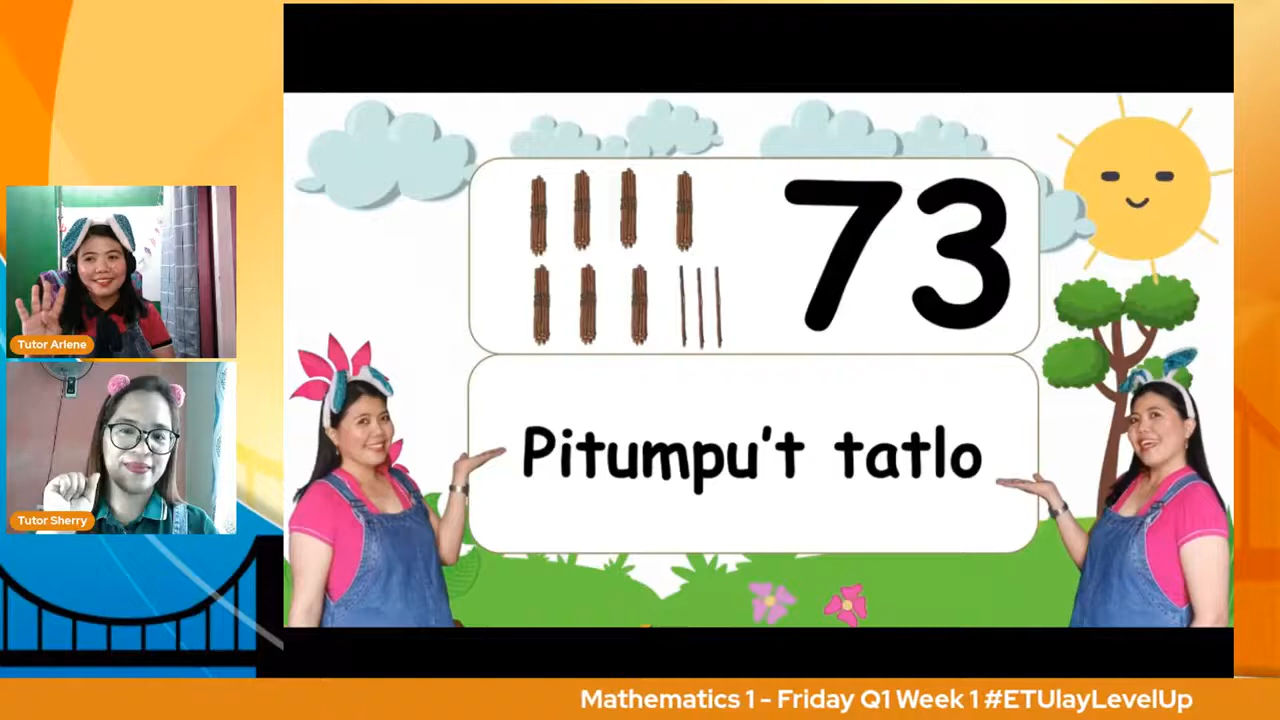 73
Pitumpu't tatlo
Tutor Arlene
Tutor Sherry
Mathematics 1 - Friday Q1 Week 1 #ETUlayLevelUp